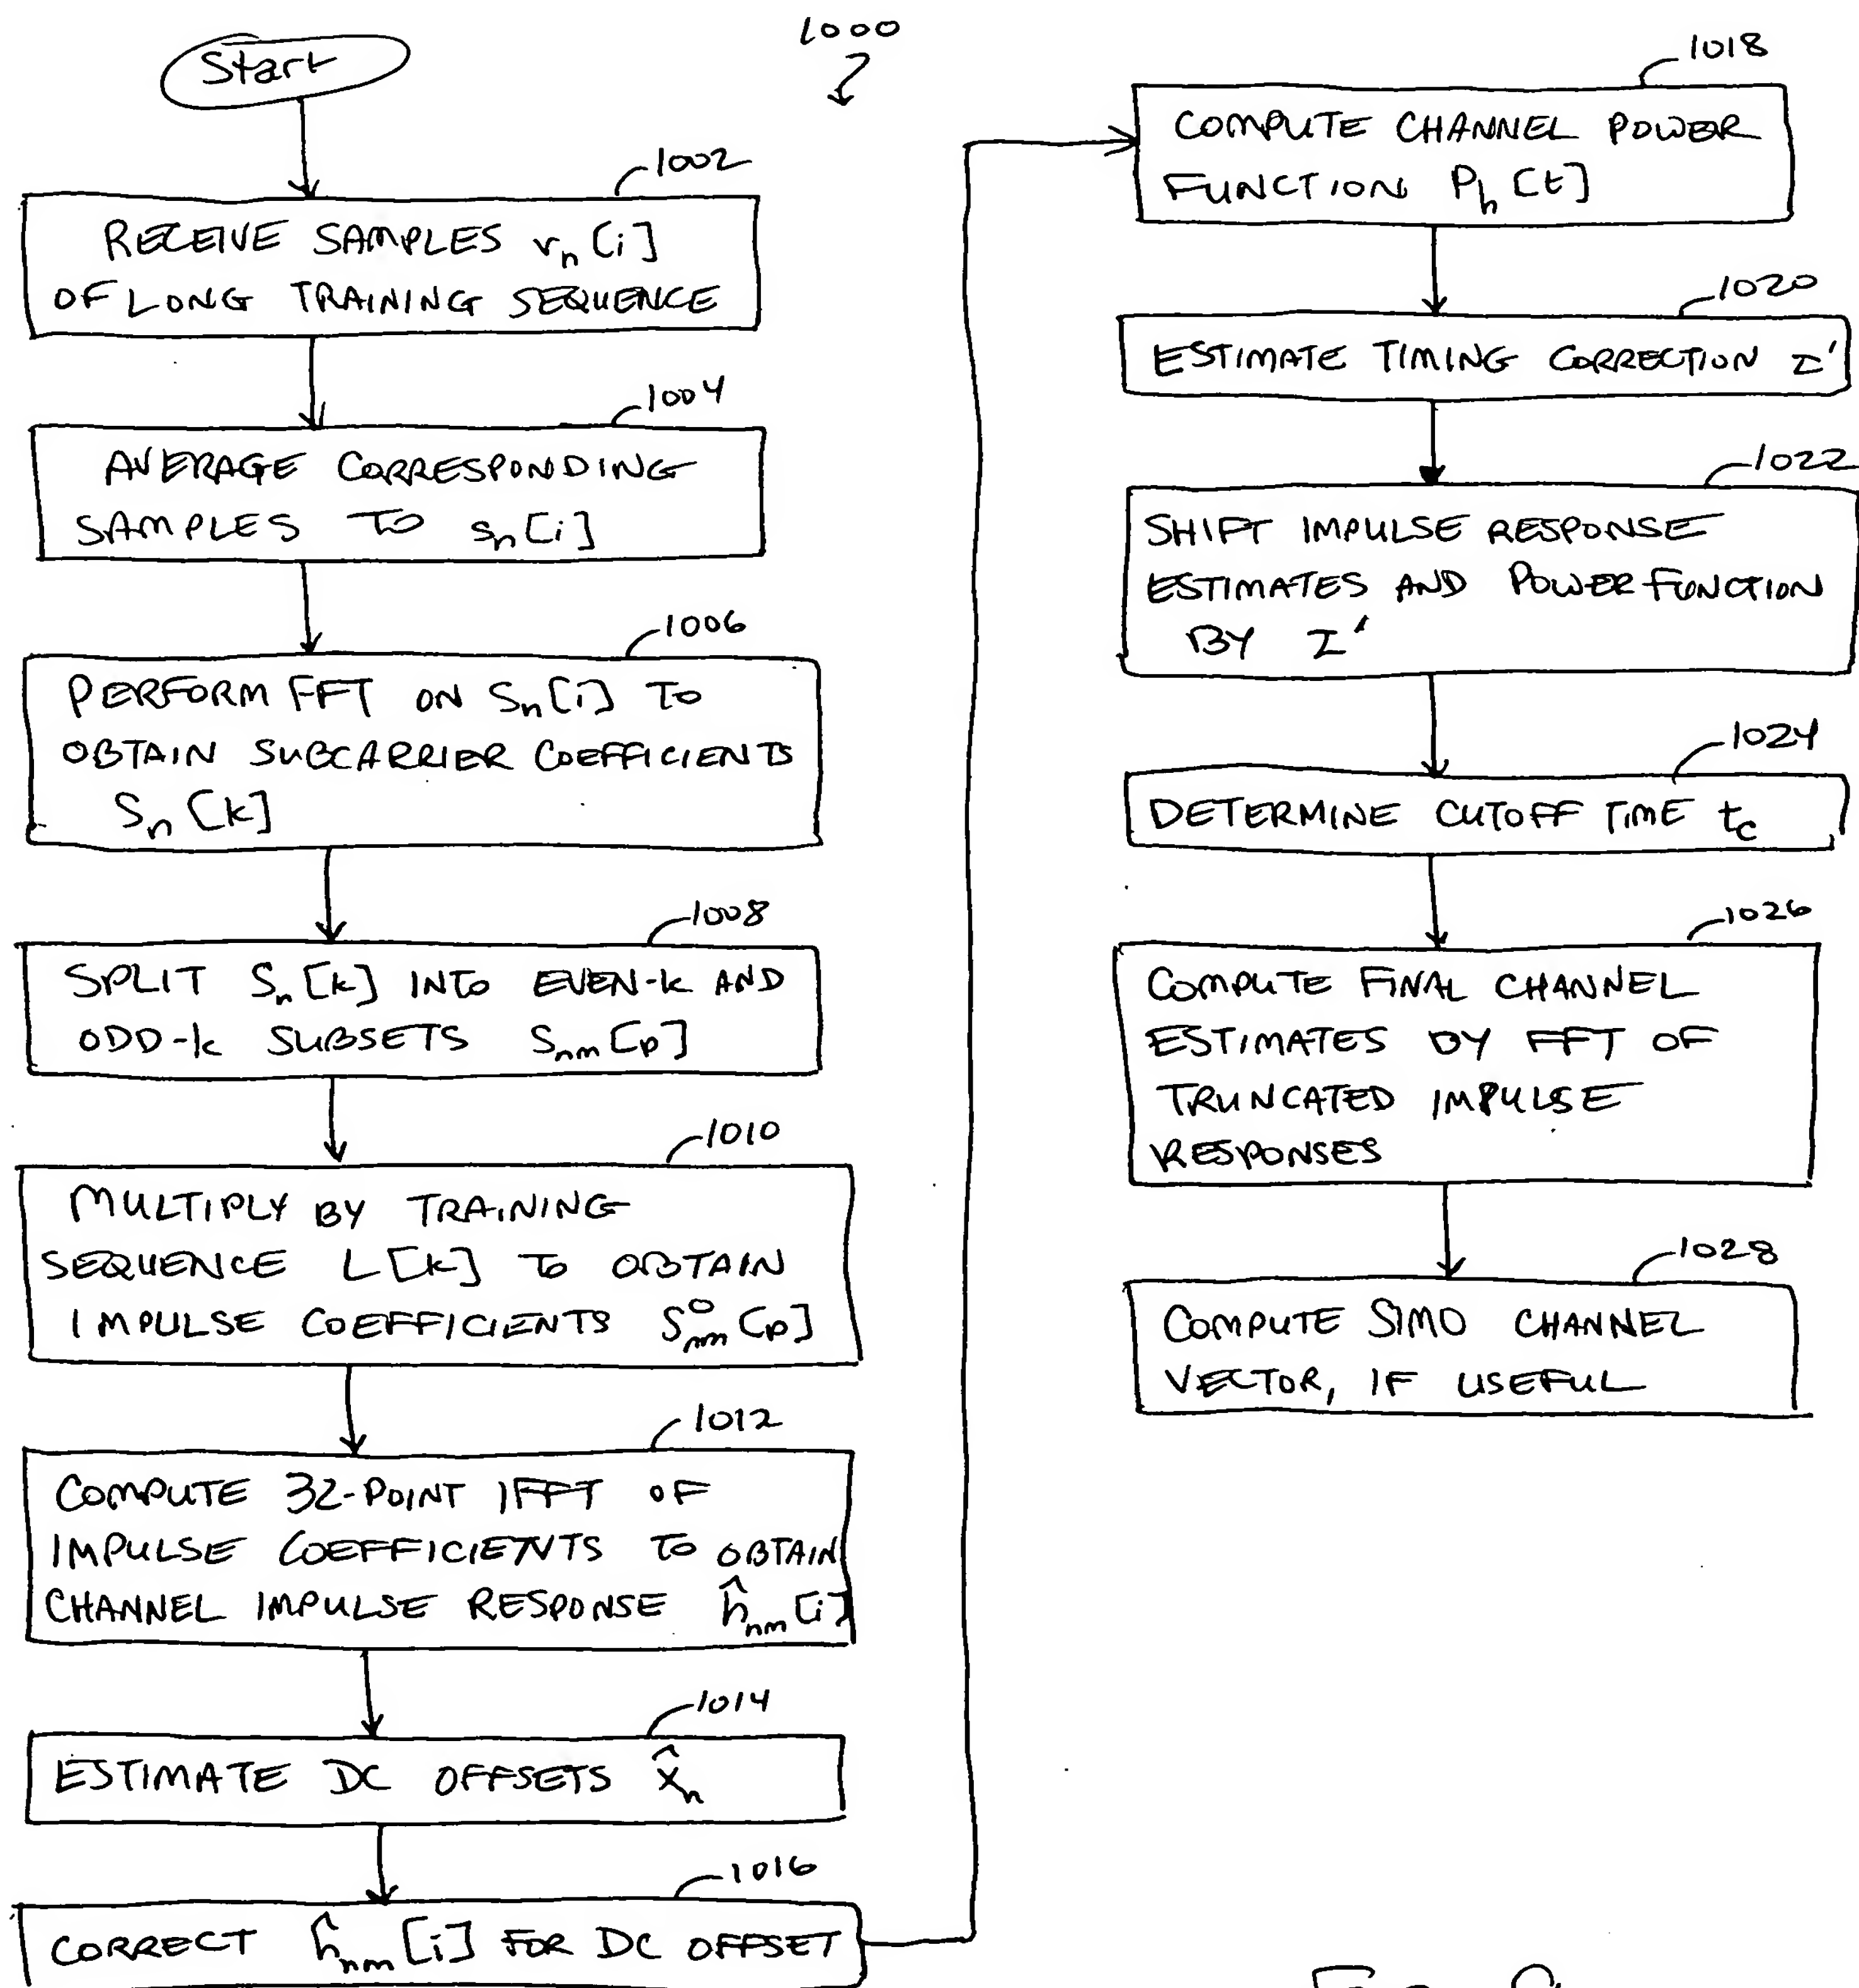 1000
Start
1002
RECEIVE SAMPLES rₙ[i]
OF LONG TRAINING SEQUENCE
1004
AVERAGE CORRESPONDING
SAMPLES TO sₙ[i]
1006
PERFORM FFT ON Sₙ[i] TO
OBTAIN SUBCARRIER COEFFICIENTS
Sₙ[k]
1008
SPLIT Sₙ[k] INTO EVEN-k AND
ODD-k SUBSETS Sₙₘ[p]
1010
MULTIPLY BY TRAINING
SEQUENCE L[k] TO OBTAIN
IMPULSE COEFFICIENTS S⁰ₙₘ[p]
1012
COMPUTE 32-POINT IFFT OF
IMPULSE COEFFICIENTS TO OBTAIN
CHANNEL IMPULSE RESPONSE ĥₙₘ[i]
1014
ESTIMATE DC OFFSETS x̂ₙ
1016
CORRECT ĥₙₘ[i] FOR DC OFFSET
1018
COMPUTE CHANNEL POWER
FUNCTION Pₕ[t]
1020
ESTIMATE TIMING CORRECTION I'
1022
SHIFT IMPULSE RESPONSE
ESTIMATES AND POWER FUNCTION
BY I'
1024
DETERMINE CUTOFF TIME t_c
1026
COMPUTE FINAL CHANNEL
ESTIMATES BY FFT OF
TRUNCATED IMPULSE
RESPONSES
1028
COMPUTE SIMO CHANNEL
VECTOR, IF USEFUL